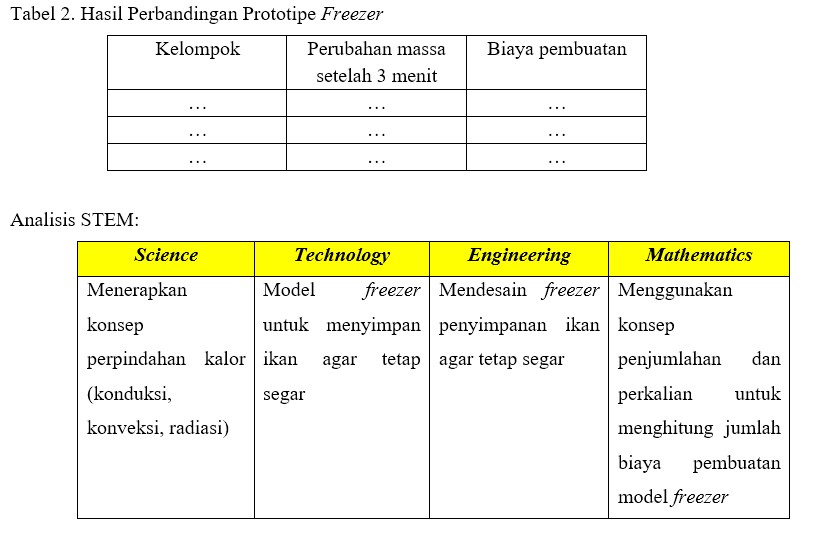 Tabel 2. Hasil Perbandingan Prototipe Freezer
Kelompok
Perubahan massa
setelah 3 menit
Biaya pembuatan
… … …
… … …
… … …
Analisis STEM:
Science
Technology
Engineering
Mathematics
Menerapkan
konsep
perpindahan kalor
(konduksi,
konveksi, radiasi)
Model freezer
untuk menyimpan
ikan agar tetap
segar
Mendesain freezer
penyimpanan ikan
agar tetap segar
Menggunakan
konsep
penjumlahan dan
perkalian untuk
menghitung jumlah
biaya pembuatan
model freezer